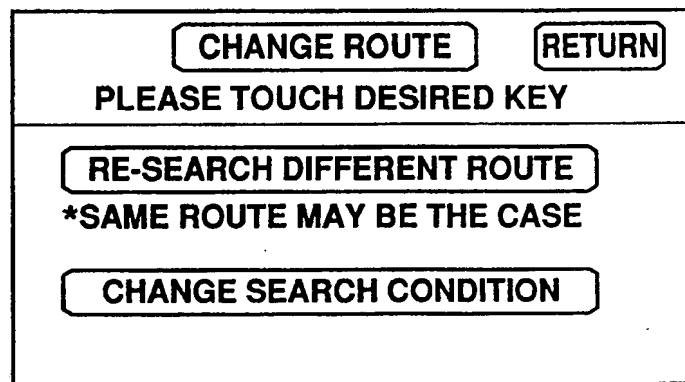 CHANGE ROUTE RETURN
PLEASE TOUCH DESIRED KEY
RE-SEARCH DIFFERENT ROUTE
*SAME ROUTE MAY BE THE CASE
CHANGE SEARCH CONDITION